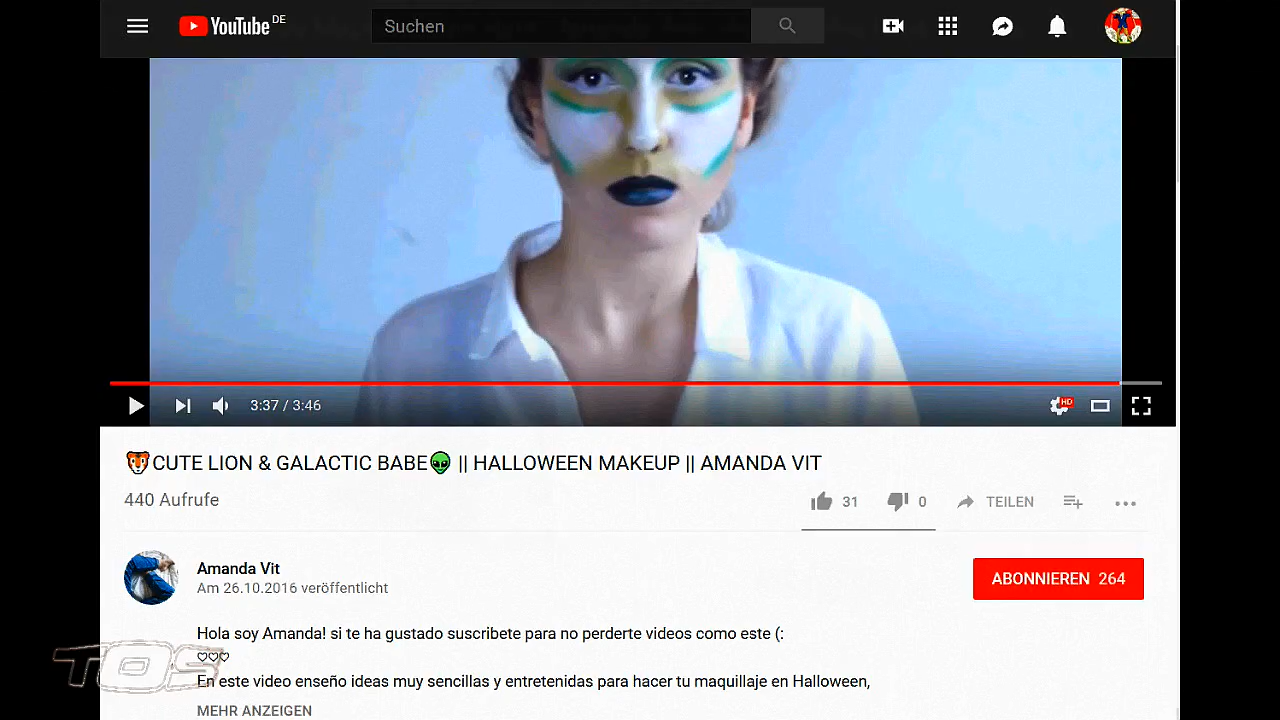 YouTube DE
Suchen
3:37 / 3:46
HD
🐯CUTE LION & GALACTIC BABE👽 || HALLOWEEN MAKEUP || AMANDA VIT
440 Aufrufe
31 0 TEILEN
Amanda Vit
Am 26.10.2016 veröffentlicht
ABONNIEREN 264
Hola soy Amanda! si te ha gustado suscribete para no perderte videos como este (:
♡♡♡
En este video enseño ideas muy sencillas y entretenidas para hacer tu maquillaje en Halloween,
MEHR ANZEIGEN
TOS